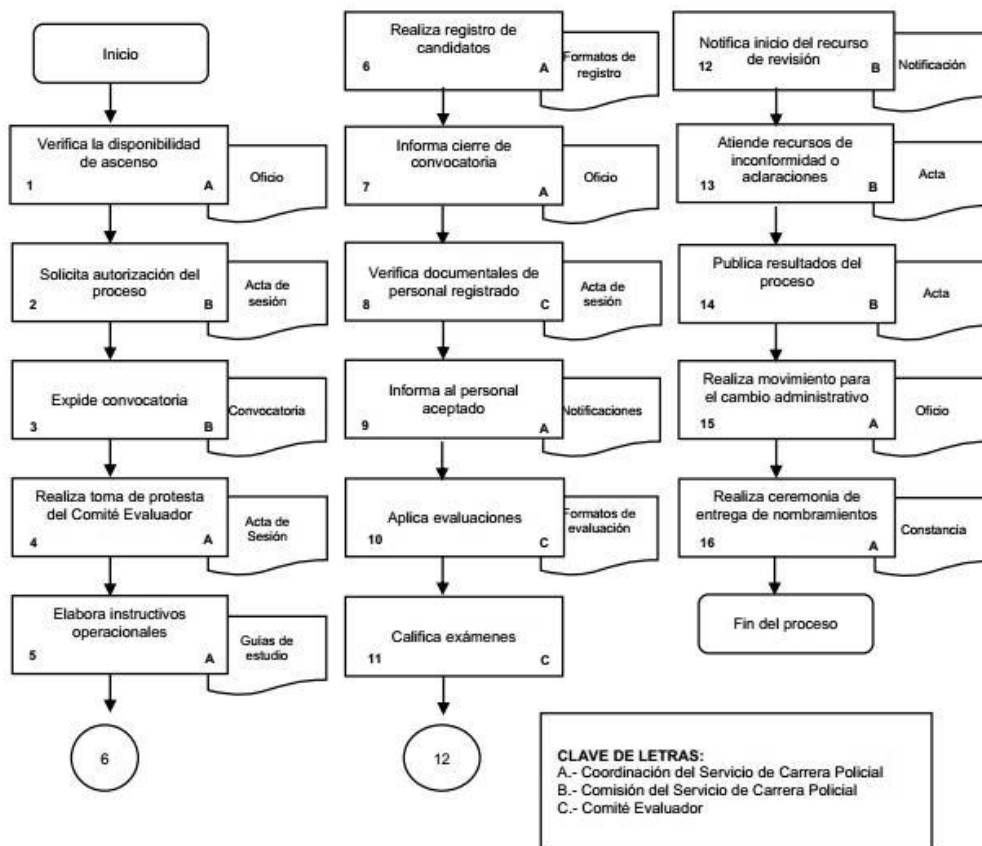 Inicio
Verifica la disponibilidad
de ascenso
1 A
Oficio
Solicita autorización del
proceso
2 B
Acta de
sesión
Expide convocatoria
3 B
Convocatoria
Realiza toma de protesta
del Comité Evaluador
4 A
Acta de
Sesión
Elabora instructivos
operacionales
5 A
Guías de
estudio
6
Realiza registro de
candidatos
6 A
Formatos de
registro
Informa cierre de
convocatoria
7 A
Oficio
Verifica documentales de
personal registrado
8 C
Acta de
sesión
Informa al personal
aceptado
9 A
Notificaciones
Aplica evaluaciones
10 C
Formatos de
evaluación
Califica exámenes
11 C
12
Notifica inicio del recurso
de revisión
12 B
Notificación
Atiende recursos de
inconformidad o
aclaraciones
13 B
Acta
Publica resultados del
proceso
14 B
Acta
Realiza movimiento para
el cambio administrativo
15 A
Oficio
Realiza ceremonia de
entrega de nombramientos
16 A
Constancia
Fin del proceso
CLAVE DE LETRAS:
A.- Coordinación del Servicio de Carrera Policial
B.- Comisión del Servicio de Carrera Policial
C.- Comité Evaluador